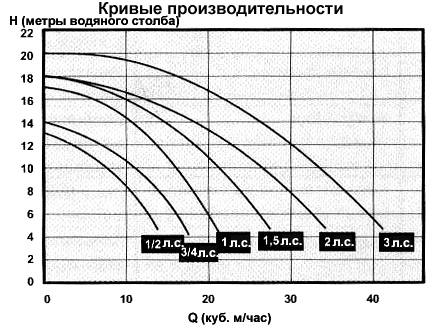 Кривые производительности
H (метры водяного столба)
22
20
18
16
14
12
10
8
6
4
2
0
1/2 л.с.
3/4 л.с.
1 л.с.
1,5 л.с.
2 л.с.
3 л.с.
0
10
20
30
40
Q (куб. м/час)